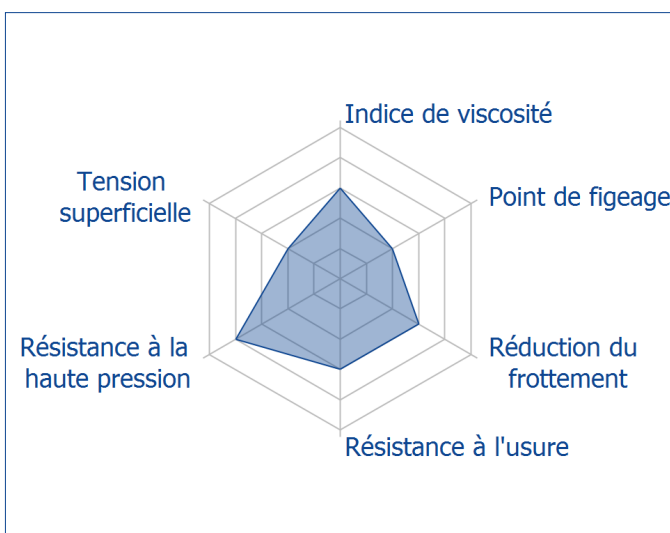 Indice de viscosité
Tension
superficielle
Point de figeage
Résistance à la
haute pression
Réduction du
frottement
Résistance à l'usure